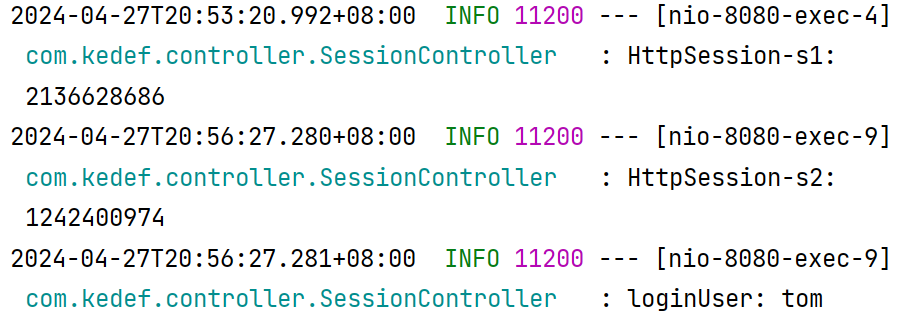 2024-04-27T20:53:20.992+08:00  INFO 11200 --- [nio-8080-exec-4]
com.kedef.controller.SessionController   : HttpSession-s1:
2136628686
2024-04-27T20:56:27.280+08:00  INFO 11200 --- [nio-8080-exec-9]
com.kedef.controller.SessionController   : HttpSession-s2:
1242400974
2024-04-27T20:56:27.281+08:00  INFO 11200 --- [nio-8080-exec-9]
com.kedef.controller.SessionController   : loginUser: tom